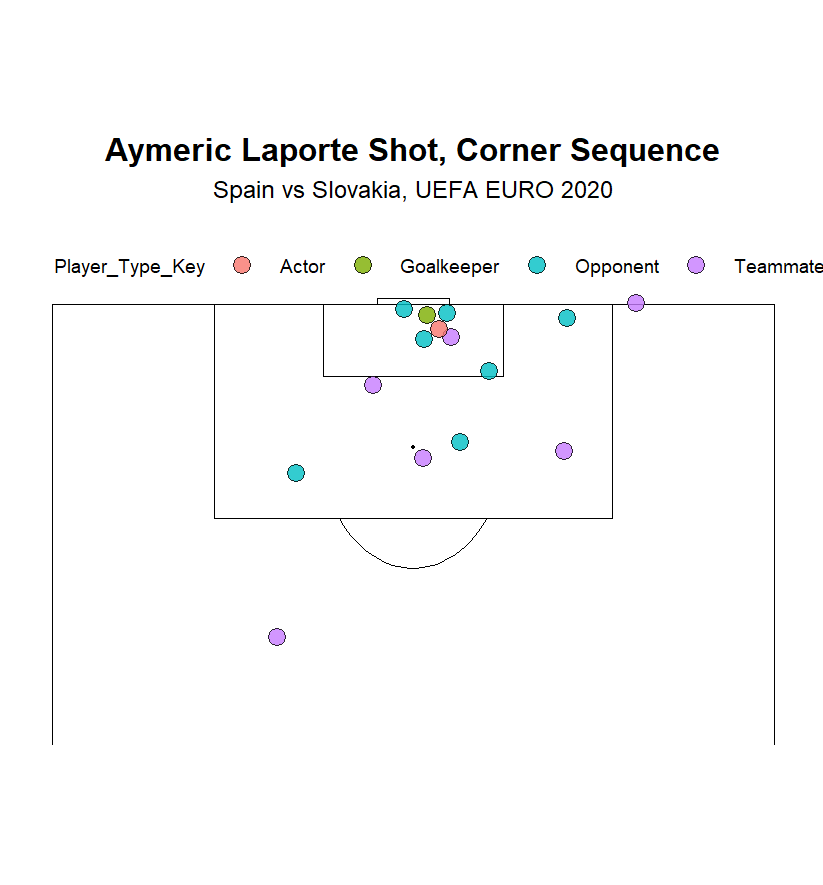 Aymeric Laporte Shot, Corner Sequence
Spain vs Slovakia, UEFA EURO 2020
Player_Type_Key Actor Goalkeeper Opponent Teammate